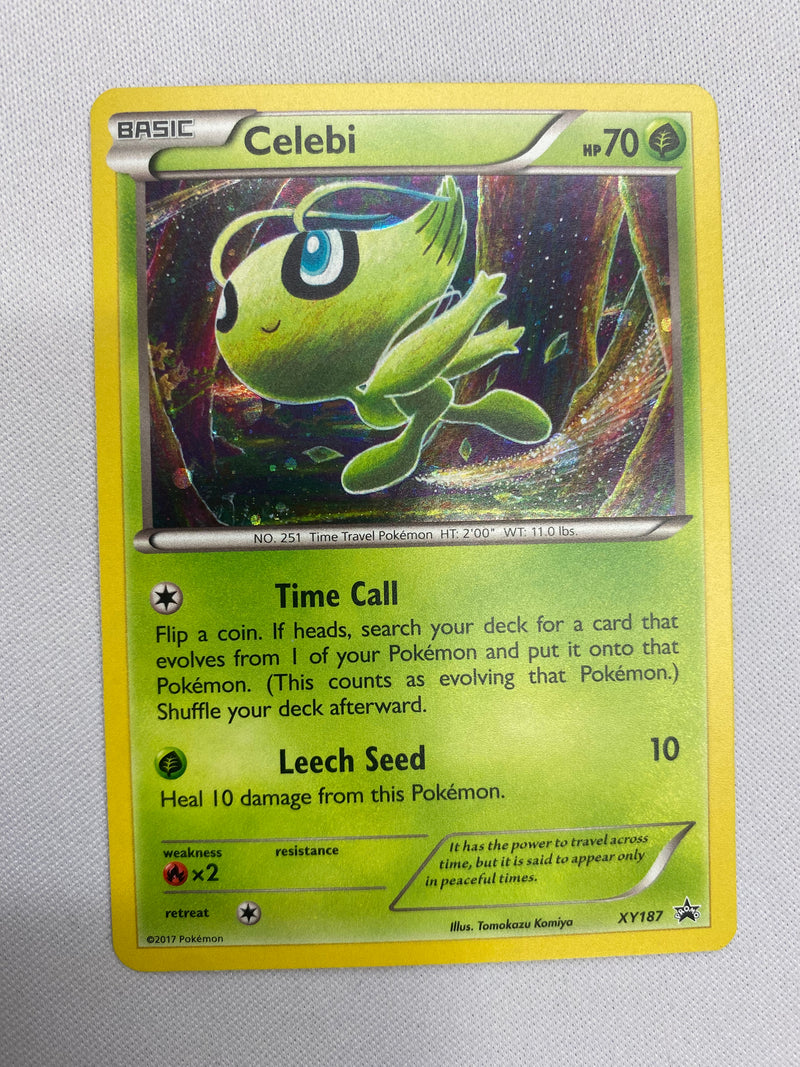 BASIC Celebi HP 70
NO. 251 Time Travel Pokémon HT: 2'00" WT: 11.0 lbs.
Time Call
Flip a coin. If heads, search your deck for a card that
evolves from 1 of your Pokémon and put it onto that
Pokémon. (This counts as evolving that Pokémon.)
Shuffle your deck afterward.
Leech Seed 10
Heal 10 damage from this Pokémon.
weakness resistance
×2
retreat
It has the power to travel across
time, but it is said to appear only
in peaceful times.
Illus. Tomokazu Komiya XY187 PROMO
©2017 Pokémon